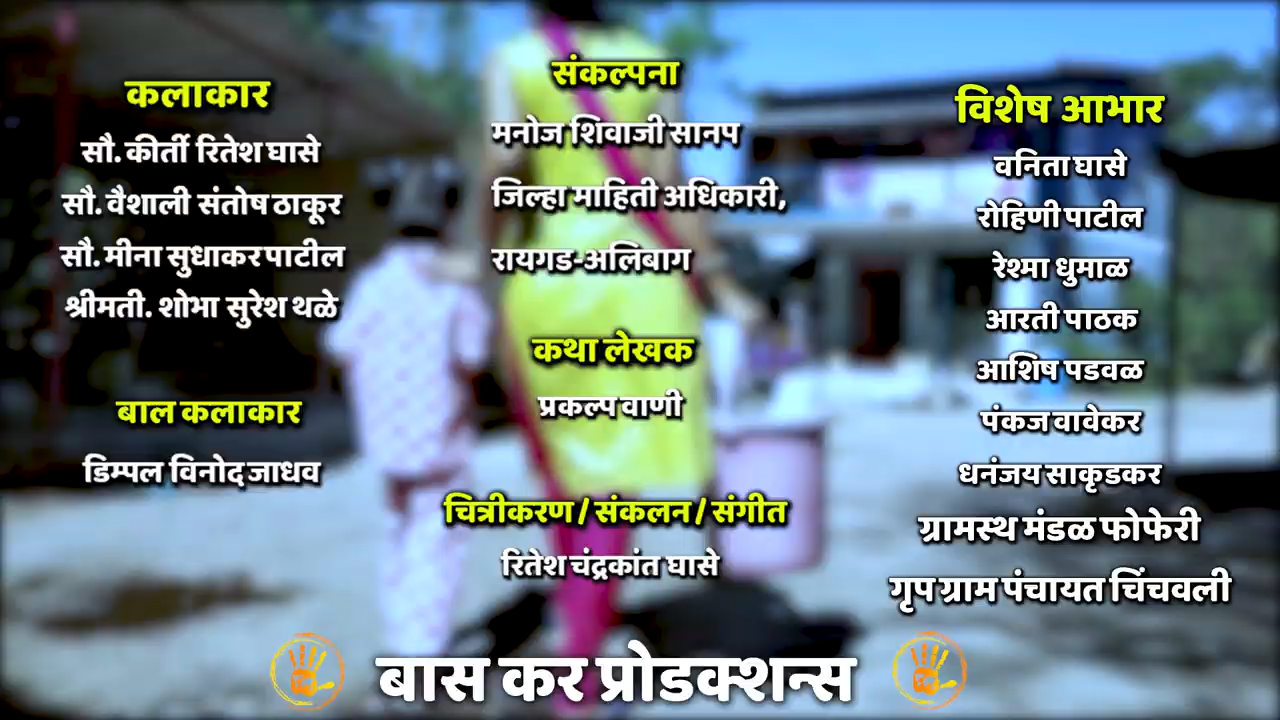 कलाकार
सौ. कीर्ती रितेश घासे
सौ. वैशाली संतोष ठाकूर
सौ. मीना सुधाकर पाटील
श्रीमती. शोभा सुरेश थळे
बाल कलाकार
डिम्पल विनोद जाधव
संकल्पना
मनोज शिवाजी सानप
जिल्हा माहिती अधिकारी,
रायगड-अलिबाग
कथा लेखक
प्रकल्प वाणी
चित्रीकरण / संकलन / संगीत
रितेश चंद्रकांत घासे
विशेष आभार
वनिता घासे
रोहिणी पाटील
रेश्मा धुमाळ
आरती पाठक
आशिष पडवळ
पंकज वावेकर
धनंजय साकृडकर
ग्रामस्थ मंडळ फोफेरी
गृप ग्राम पंचायत चिंचवली
बास कर प्रोडक्शन्स